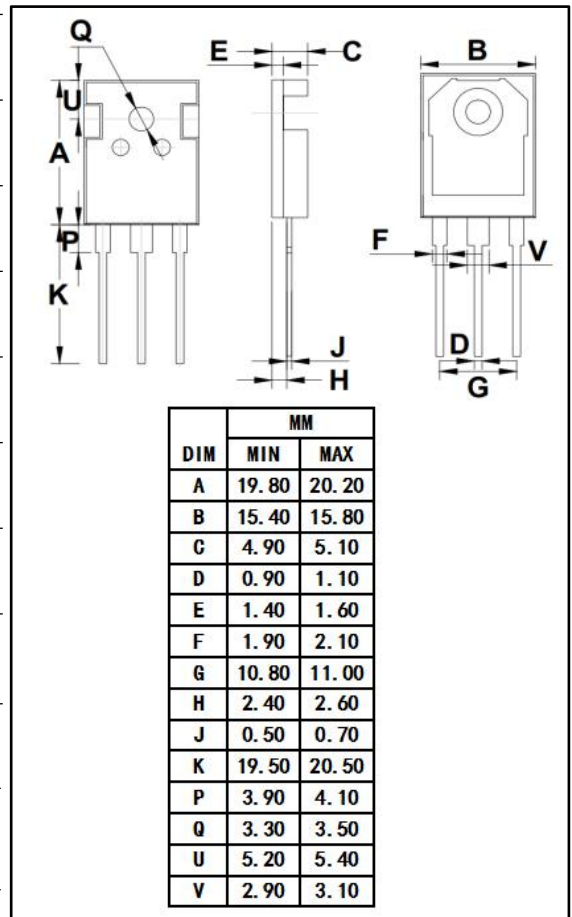 Q
E
C
B
U
A
P
K
F
V
J
H
D
G
MM
DIM MIN MAX
A 19.80 20.20
B 15.40 15.80
C 4.90 5.10
D 0.90 1.10
E 1.40 1.60
F 1.90 2.10
G 10.80 11.00
H 2.40 2.60
J 0.50 0.70
K 19.50 20.50
P 3.90 4.10
Q 3.30 3.50
U 5.20 5.40
V 2.90 3.10